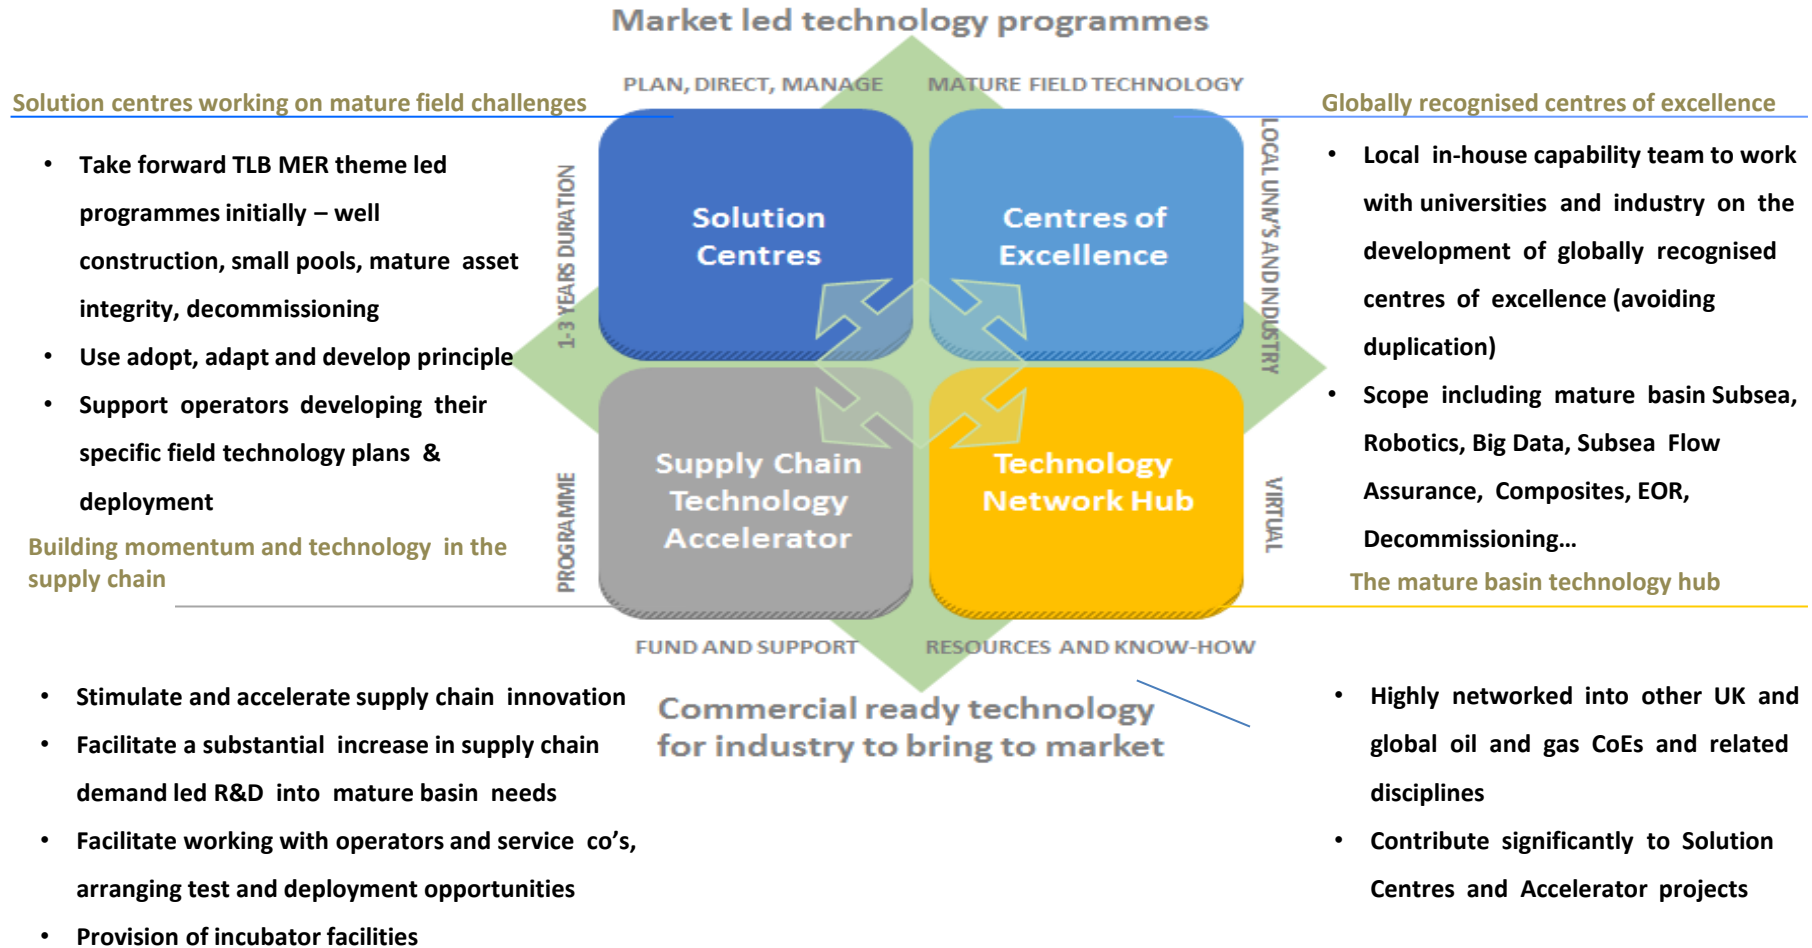 Market led technology programmes
PLAN, DIRECT, MANAGE
MATURE FIELD TECHNOLOGY
Solution centres working on mature field challenges
• Take forward TLB MER theme led
programmes initially – well
construction, small pools, mature asset
integrity, decommissioning
• Use adopt, adapt and develop principle
• Support operators developing their
specific field technology plans &
deployment
1-3 YEARS DURATION
Solution
Centres
Centres of
Excellence
LOCAL UNIV'S AND INDUSTRY
Globally recognised centres of excellence
• Local in-house capability team to work
with universities and industry on the
development of globally recognised
centres of excellence (avoiding
duplication)
• Scope including mature basin Subsea,
Robotics, Big Data, Subsea Flow
Assurance, Composites, EOR,
Decommissioning...
Building momentum and technology in the
supply chain
PROGRAMME
Supply Chain
Technology
Accelerator
Technology
Network Hub
VIRTUAL
The mature basin technology hub
FUND AND SUPPORT
RESOURCES AND KNOW-HOW
• Stimulate and accelerate supply chain innovation
• Facilitate a substantial increase in supply chain
demand led R&D into mature basin needs
• Facilitate working with operators and service co's,
arranging test and deployment opportunities
• Provision of incubator facilities
Commercial ready technology
for industry to bring to market
• Highly networked into other UK and
global oil and gas CoEs and related
disciplines
• Contribute significantly to Solution
Centres and Accelerator projects